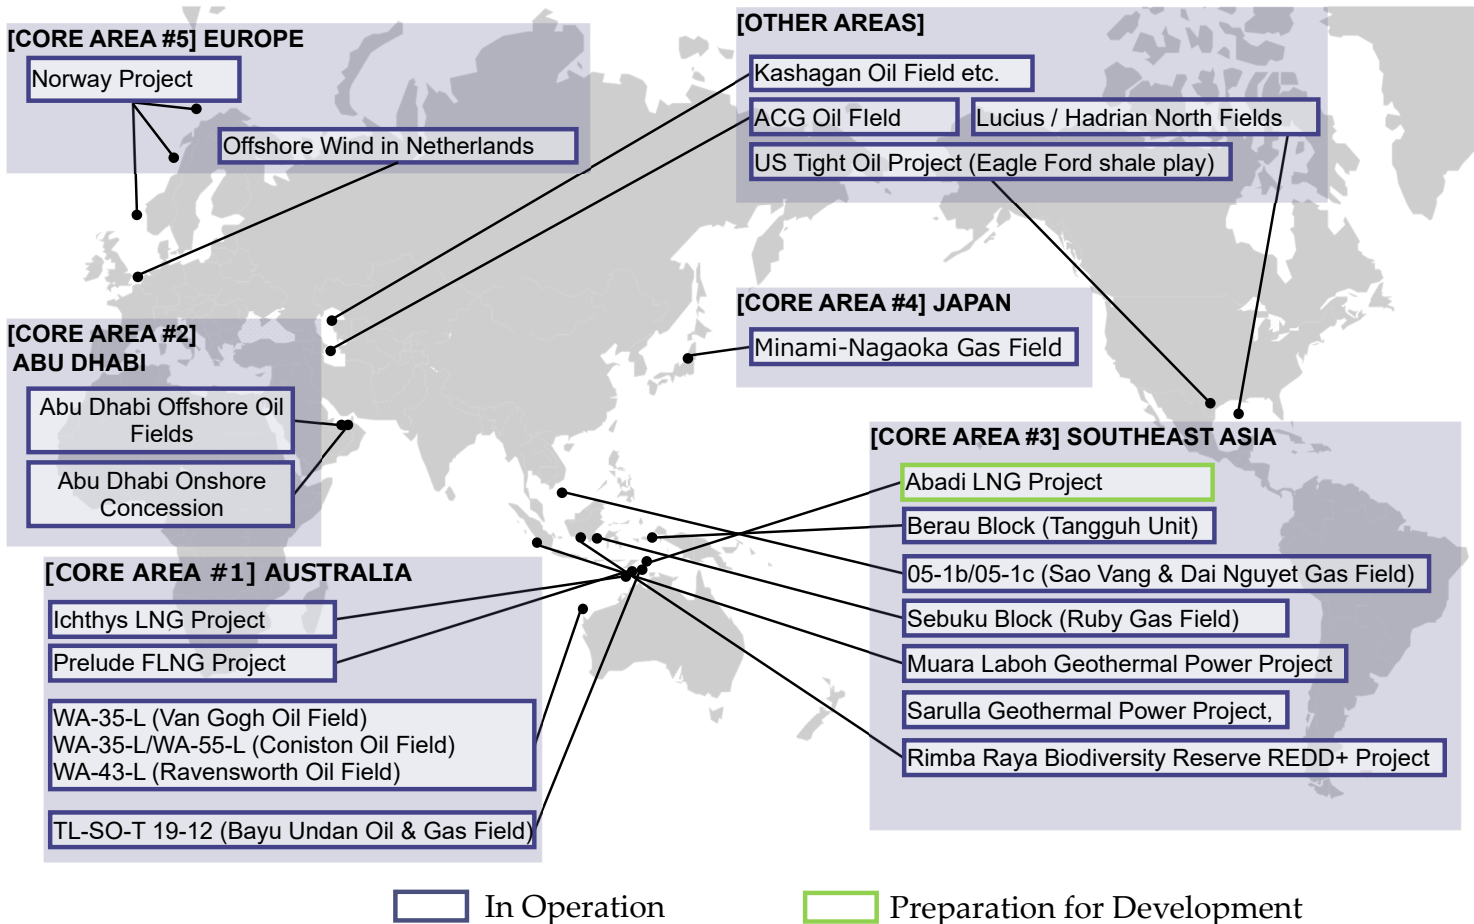 [CORE AREA #5] EUROPE
Norway Project
Offshore Wind in Netherlands
[OTHER AREAS]
Kashagan Oil Field etc.
ACG Oil FIeld
Lucius / Hadrian North Fields
US Tight Oil Project (Eagle Ford shale play)
[CORE AREA #4] JAPAN
Minami-Nagaoka Gas Field
[CORE AREA #2]
ABU DHABI
Abu Dhabi Offshore Oil
Fields
Abu Dhabi Onshore
Concession
[CORE AREA #3] SOUTHEAST ASIA
Abadi LNG Project
Berau Block (Tangguh Unit)
05-1b/05-1c (Sao Vang & Dai Nguyet Gas Field)
Sebuku Block (Ruby Gas Field)
Muara Laboh Geothermal Power Project
Sarulla Geothermal Power Project,
Rimba Raya Biodiversity Reserve REDD+ Project
[CORE AREA #1] AUSTRALIA
Ichthys LNG Project
Prelude FLNG Project
WA-35-L (Van Gogh Oil Field)
WA-35-L/WA-55-L (Coniston Oil Field)
WA-43-L (Ravensworth Oil Field)
TL-SO-T 19-12 (Bayu Undan Oil & Gas Field)
In Operation
Preparation for Development